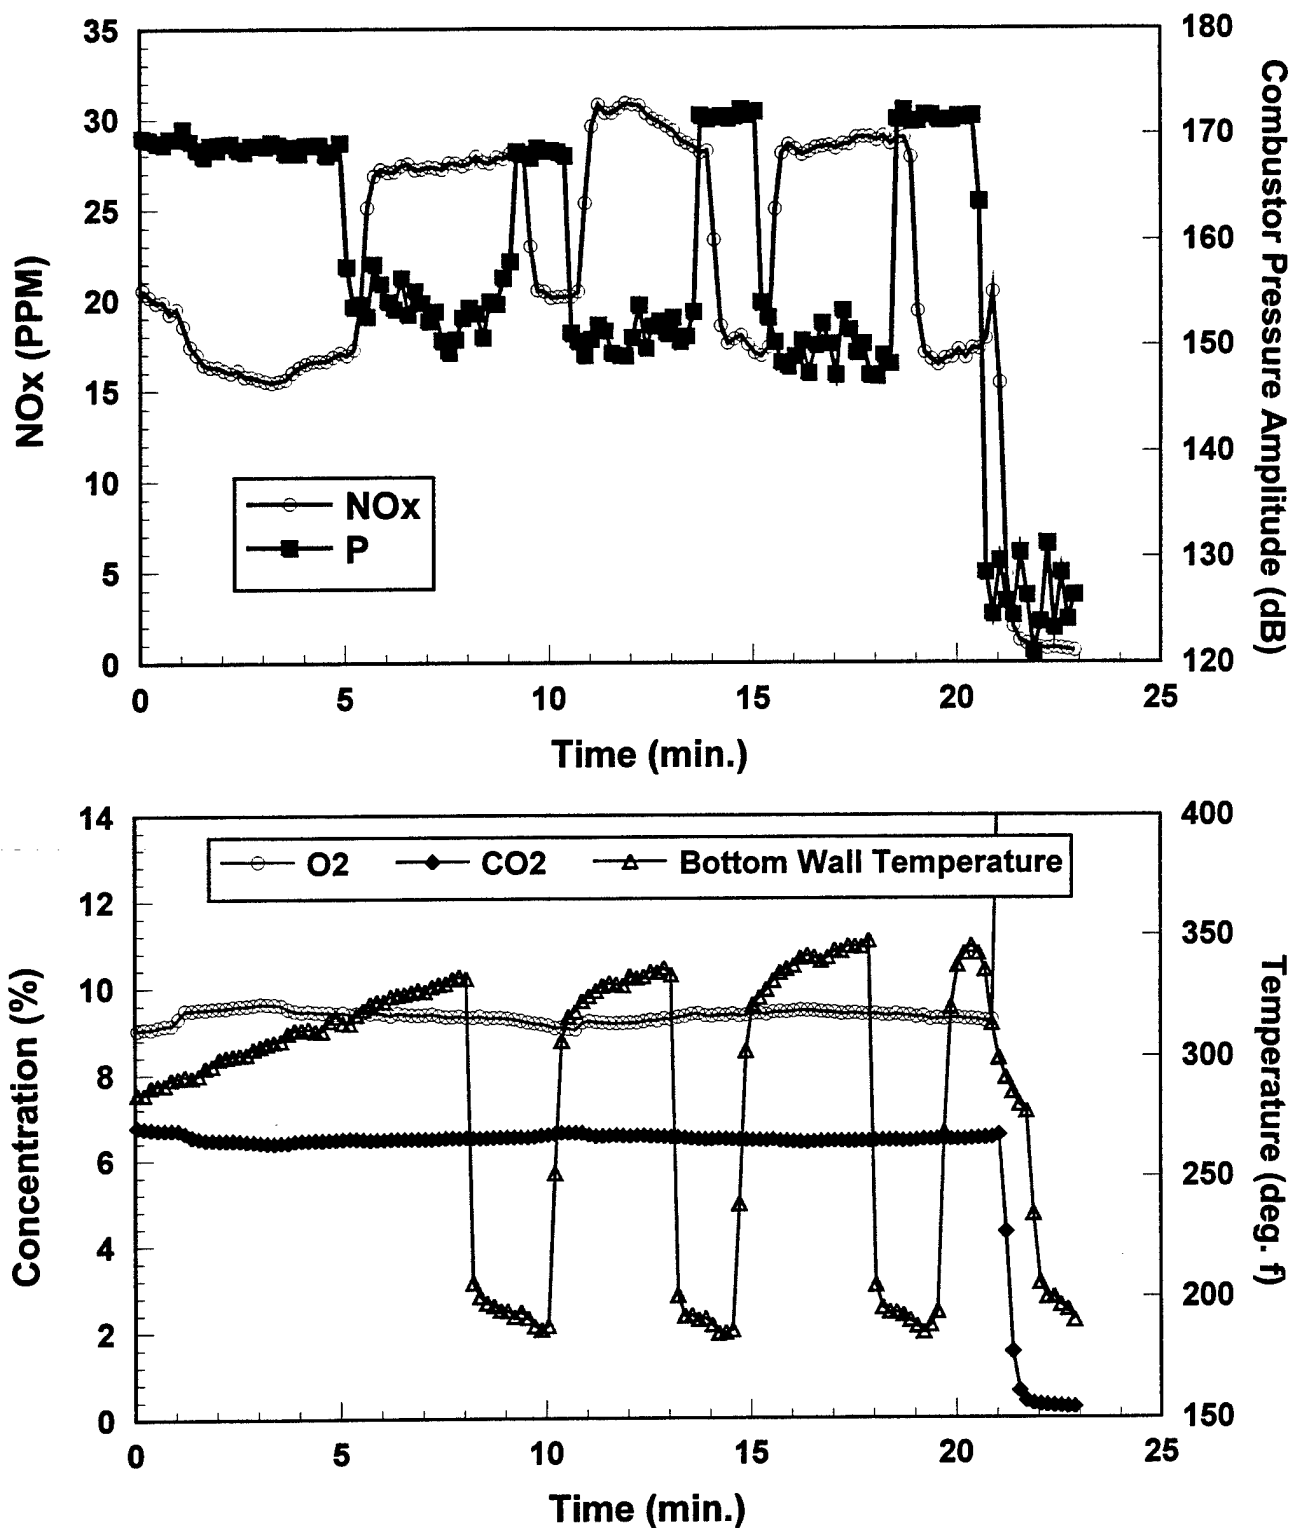 35
30
25
20
15
10
5
0
NOx (PPM)
180
170
160
150
140
130
120
Combustor Pressure Amplitude (dB)
NOx
P
0 5 10 15 20 25
Time (min.)
14
12
10
8
6
4
2
0
Concentration (%)
400
350
300
250
200
150
Temperature (deg. f)
O2 CO2 Bottom Wall Temperature
0 5 10 15 20 25
Time (min.)